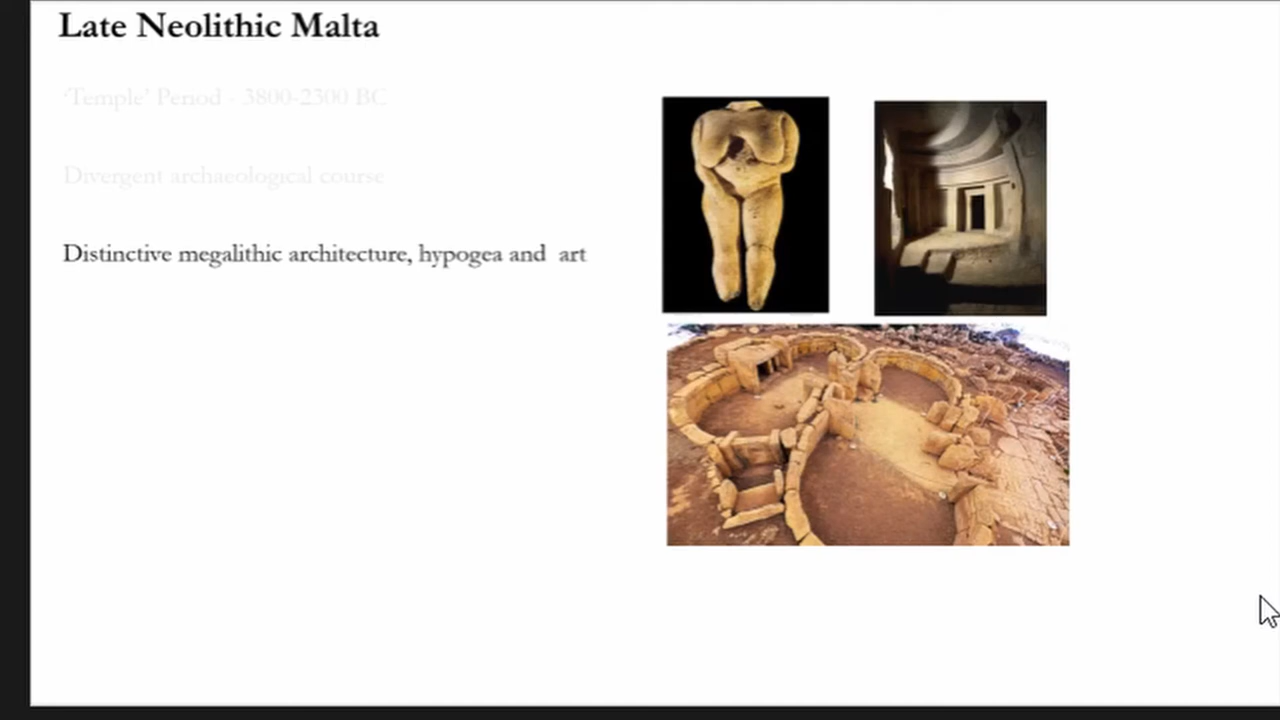 Late Neolithic Malta
'Temple' Period - 3800-2300 BC
Divergent archaeological course
Distinctive megalithic architecture, hypogea and art